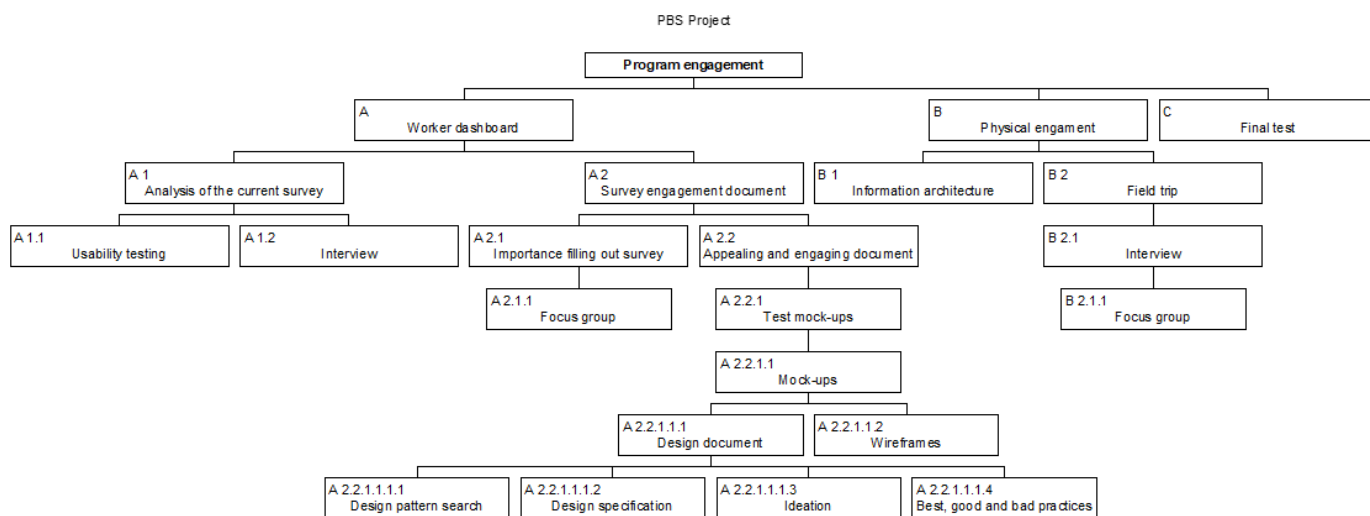 PBS Project
Program engagement
A
Worker dashboard
B
Physical engament
C
Final test
A 1
Analysis of the current survey
A 2
Survey engagement document
B 1
Information architecture
B 2
Field trip
A 1.1
Usability testing
A 1.2
Interview
A 2.1
Importance filling out survey
A 2.2
Appealing and engaging document
B 2.1
Interview
A 2.1.1
Focus group
A 2.2.1
Test mock-ups
B 2.1.1
Focus group
A 2.2.1.1
Mock-ups
A 2.2.1.1.1
Design document
A 2.2.1.1.2
Wireframes
A 2.2.1.1.1.1
Design pattern search
A 2.2.1.1.1.2
Design specification
A 2.2.1.1.1.3
Ideation
A 2.2.1.1.1.4
Best, good and bad practices